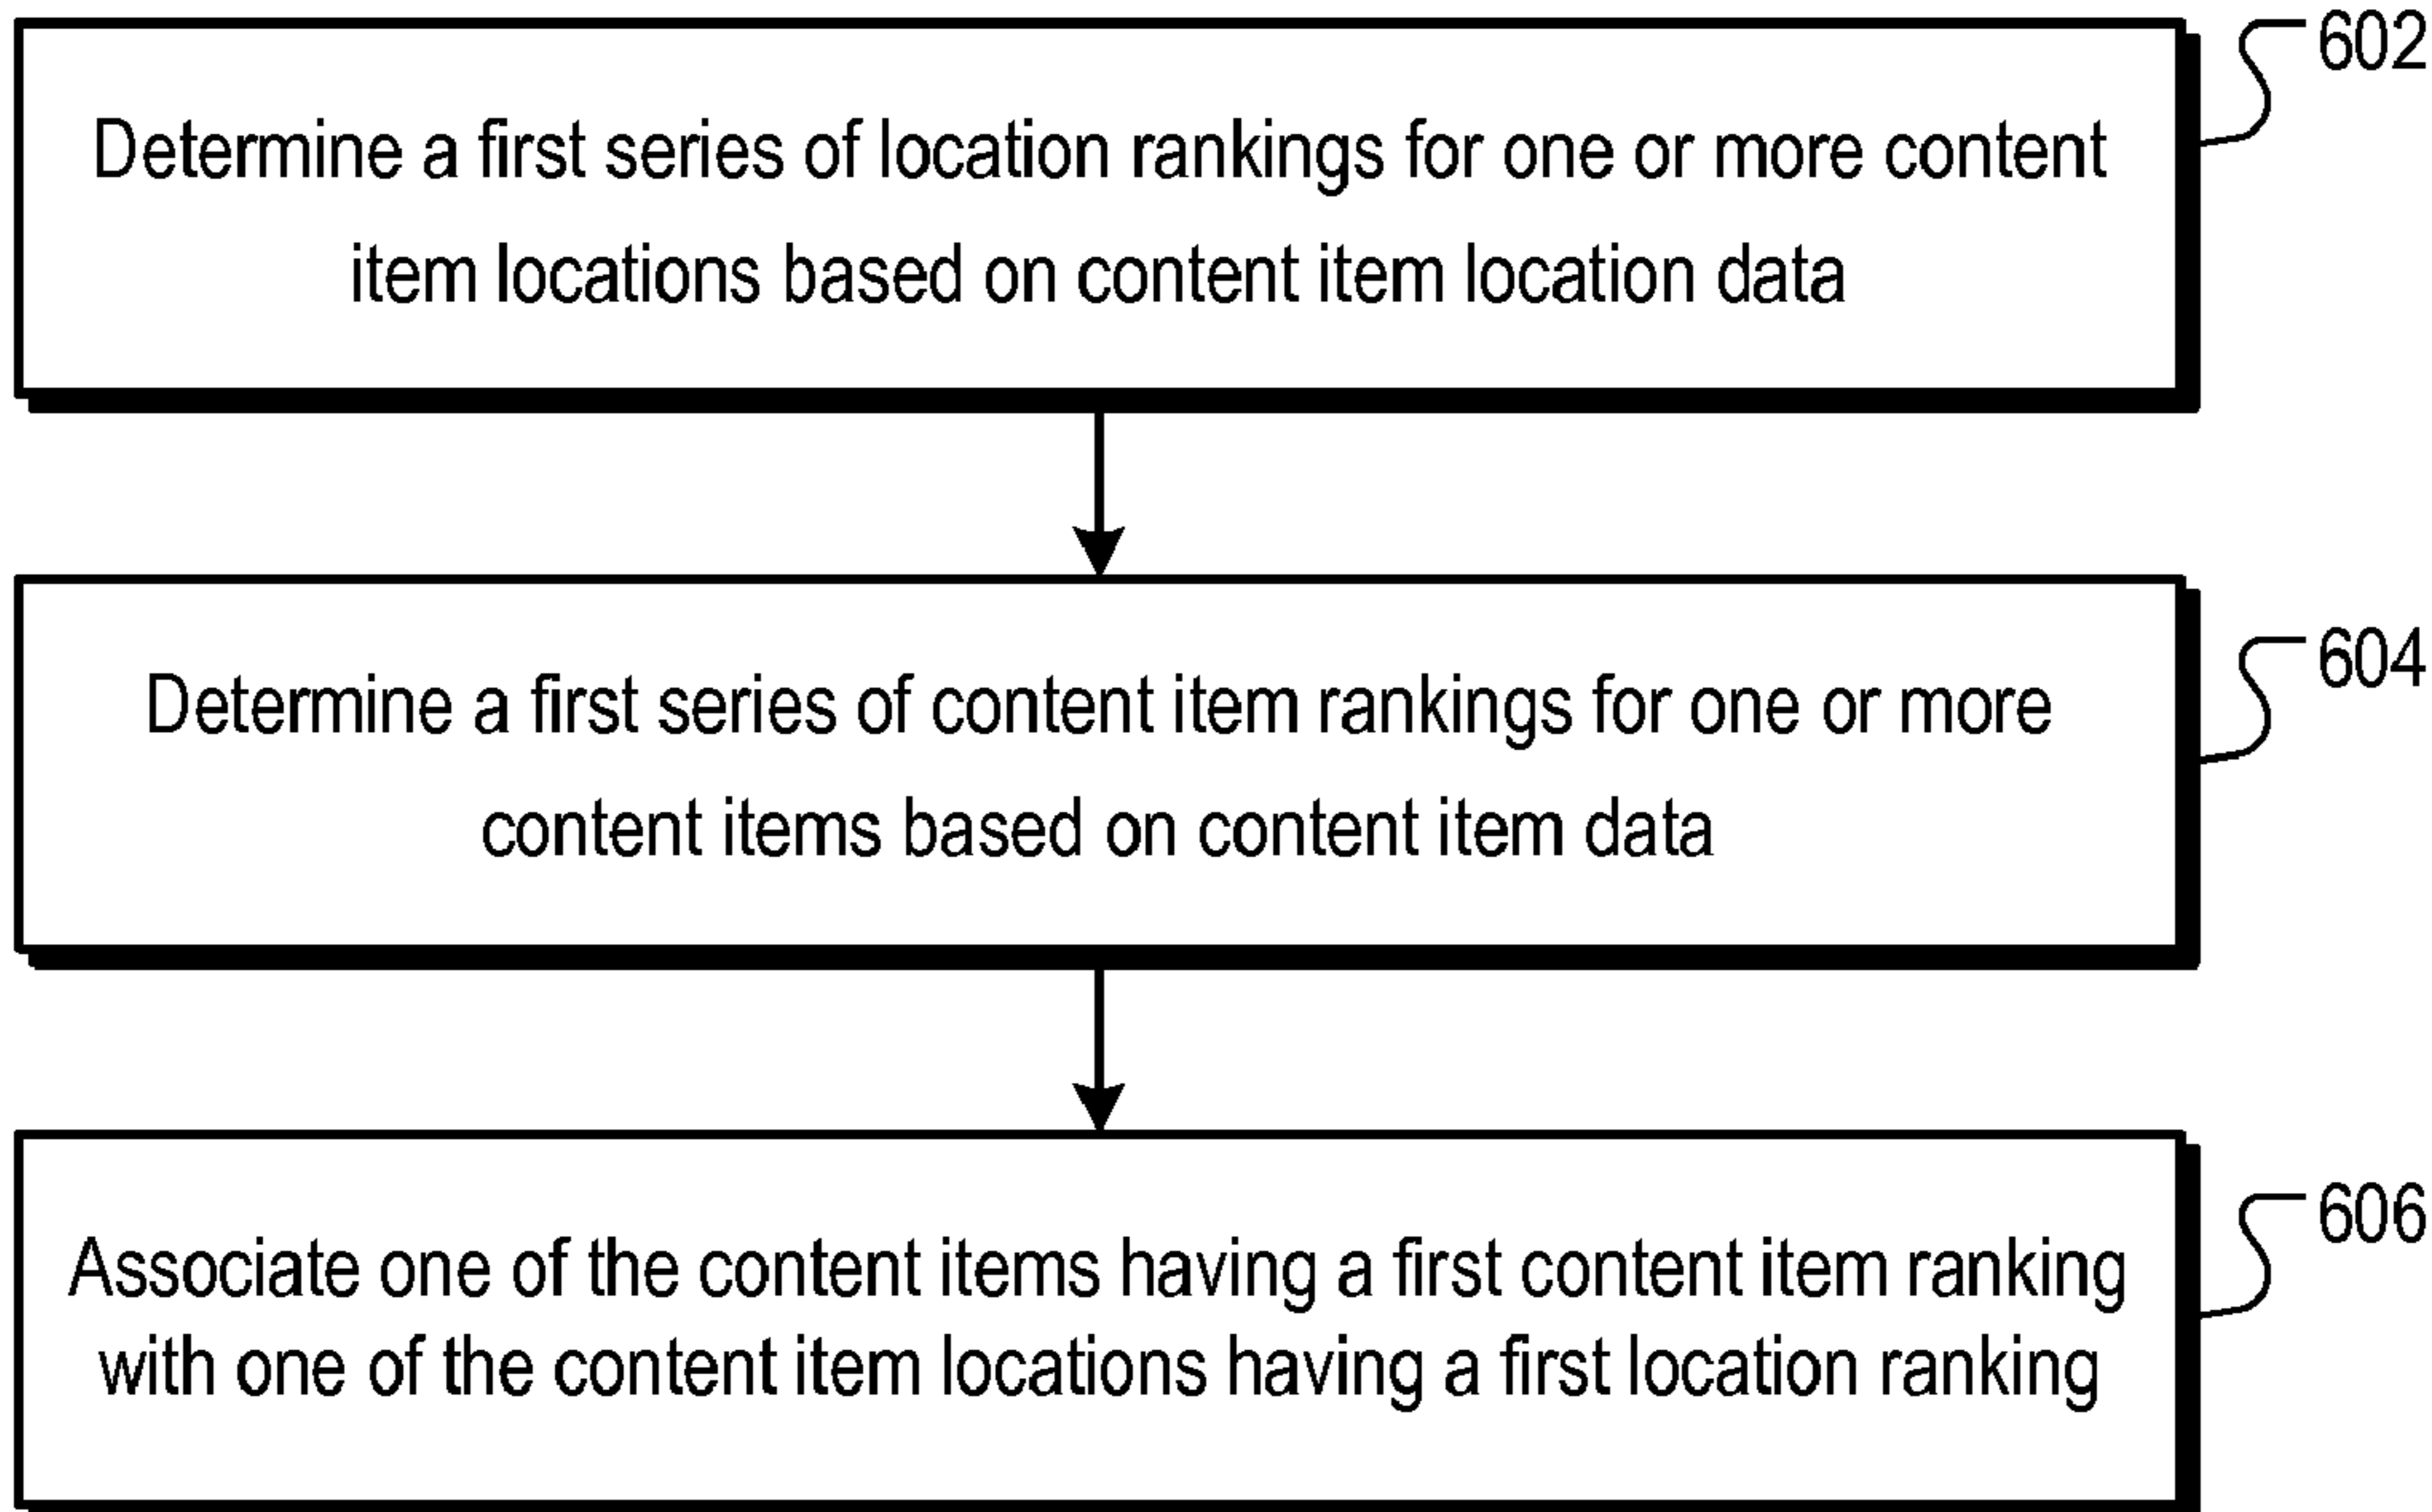 602
Determine a first series of location rankings for one or more content
item locations based on content item location data
604
Determine a first series of content item rankings for one or more
content items based on content item data
606
Associate one of the content items having a first content item ranking
with one of the content item locations having a first location ranking